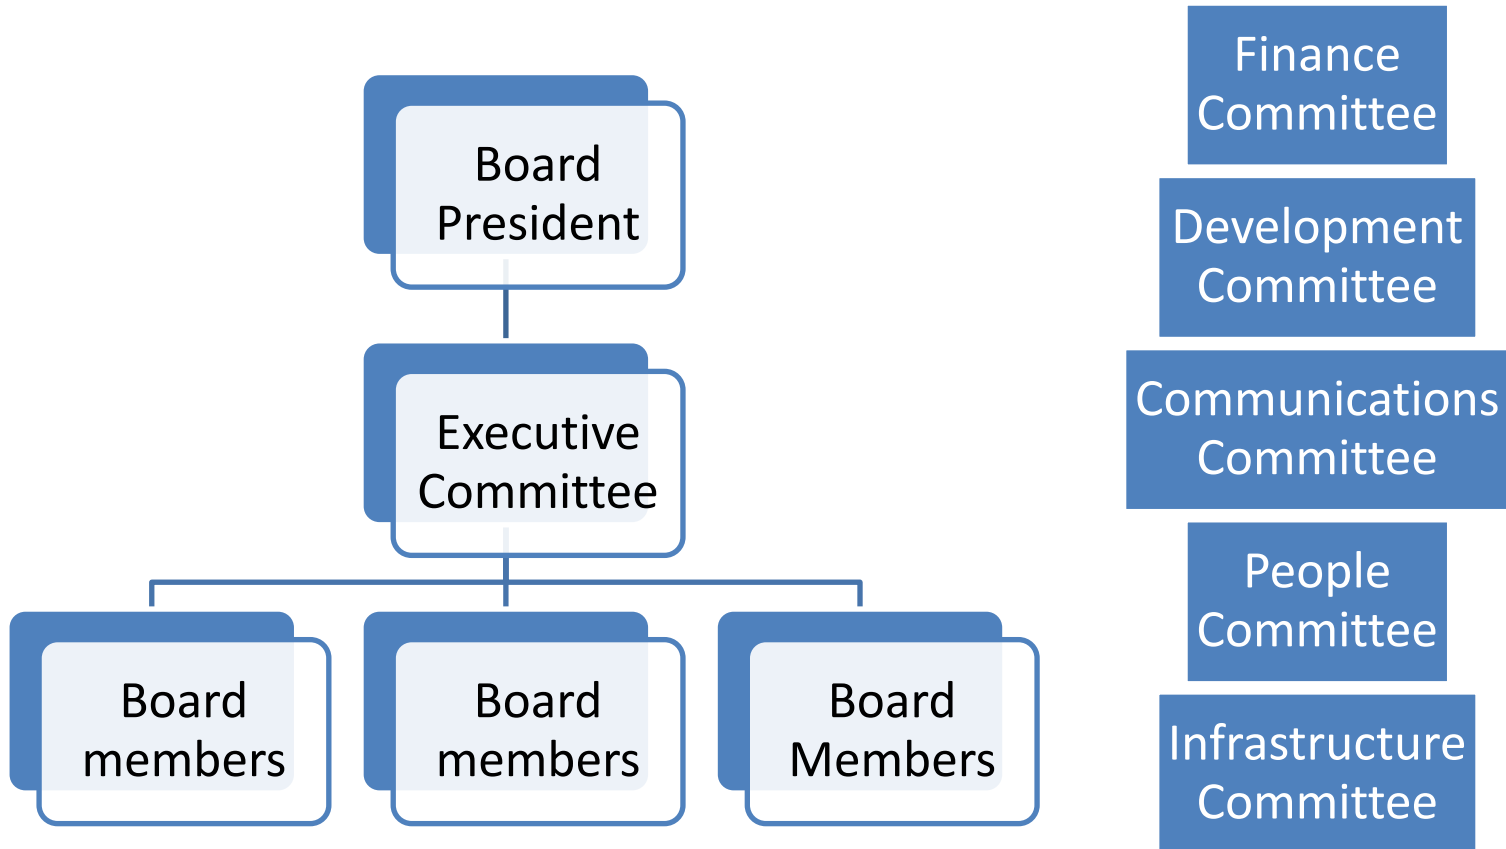 Board
President
Executive
Committee
Board
members
Board
members
Board
Members
Finance
Committee
Development
Committee
Communications
Committee
People
Committee
Infrastructure
Committee